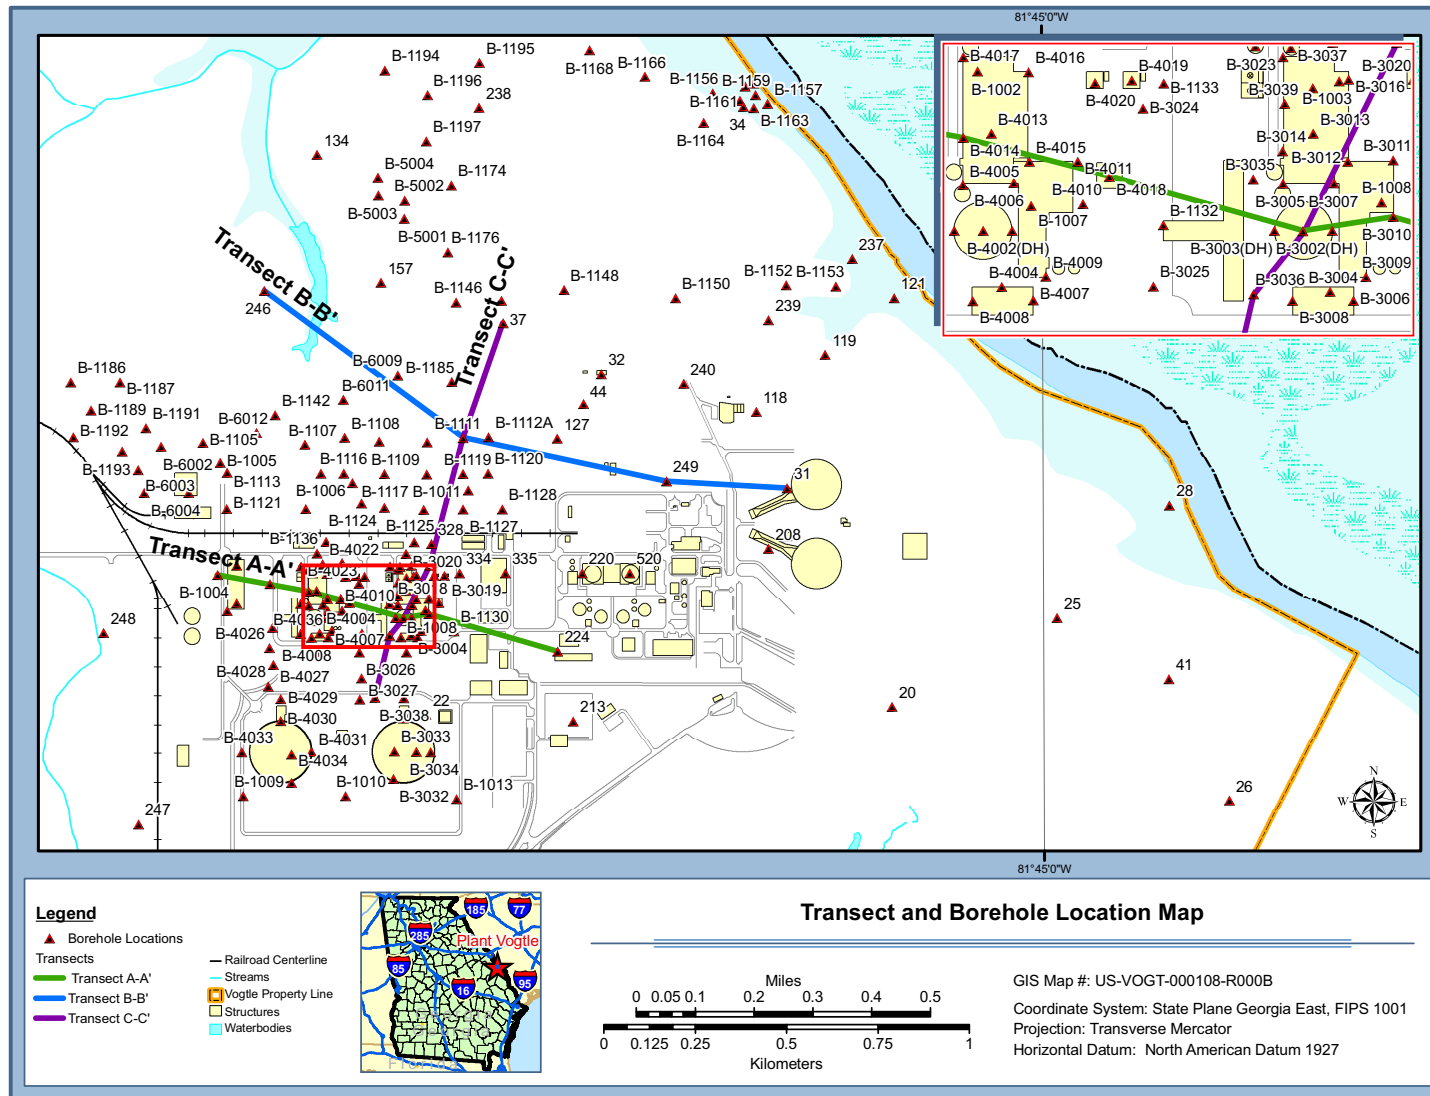 81°45'0"W
B-1194
B-1195
B-1168
B-1166
B-1196
B-1156
B-1159
238
B-1157
B-1161
B-1197
34
B-1163
134
B-1164
B-5004
B-1174
B-5002
B-5003
B-5001
B-1176
Transect B-B'
Transect C-C'
237
157
B-1148
B-1152
B-1153
B-1146
B-1150
121
246
239
37
119
B-6009
B-1185
32
B-1186
240
B-1187
B-6011
44
B-1189
B-1191
B-6012
B-1142
118
B-1192
B-1105
B-1107
B-1108
B-1111
B-1112A
127
B-1193
B-6002
B-1005
B-1116
B-1109
B-1119
B-1120
249
31
B-6003
B-1113
B-1006
B-1117
B-1011
28
B-6004
B-1121
B-1124
B-1125
B-1128
B-1127
328
Transect A-A'
B-1136
B-4022
208
B-3020
334
335
220
520
B-4023
B-1004
B-4010
B-3018
B-3019
25
248
B-4036
B-4004
B-1130
B-4026
B-4007
B-1008
224
B-4008
B-3004
B-4028
B-4027
B-3026
41
B-4029
B-3027
20
B-4030
B-3038
22
213
B-4033
B-4031
B-3033
B-4034
B-3034
B-1009
B-1010
B-1013
B-3032
26
247
N
W E
S
B-4017
B-4016
B-3037
B-4019
B-3023
B-3020
B-1002
B-4020
B-1133
B-3039
B-1003
B-3016
B-3024
B-4013
B-3013
B-3014
B-4014
B-4015
B-3012
B-3011
B-4011
B-3035
B-4005
B-4018
B-4010
B-1008
B-4006
B-3005
B-3007
B-1007
B-1132
B-3010
B-4002(DH)
B-3003(DH)
B-3002(DH)
B-4009
B-3009
B-4004
B-3025
B-3036
B-3004
B-4007
B-3006
B-4008
B-3008
81°45'0"W
Legend
Borehole Locations
Transects
Transect A-A'
Transect B-B'
Transect C-C'
Railroad Centerline
Streams
Vogtle Property Line
Structures
Waterbodies
185
77
285
Plant Vogtle
85
16
95
Florida
Transect and Borehole Location Map
Miles
0 0.05 0.1 0.2 0.3 0.4 0.5
0 0.125 0.25 0.5 0.75 1
Kilometers
GIS Map #: US-VOGT-000108-R000B
Coordinate System: State Plane Georgia East, FIPS 1001
Projection: Transverse Mercator
Horizontal Datum: North American Datum 1927